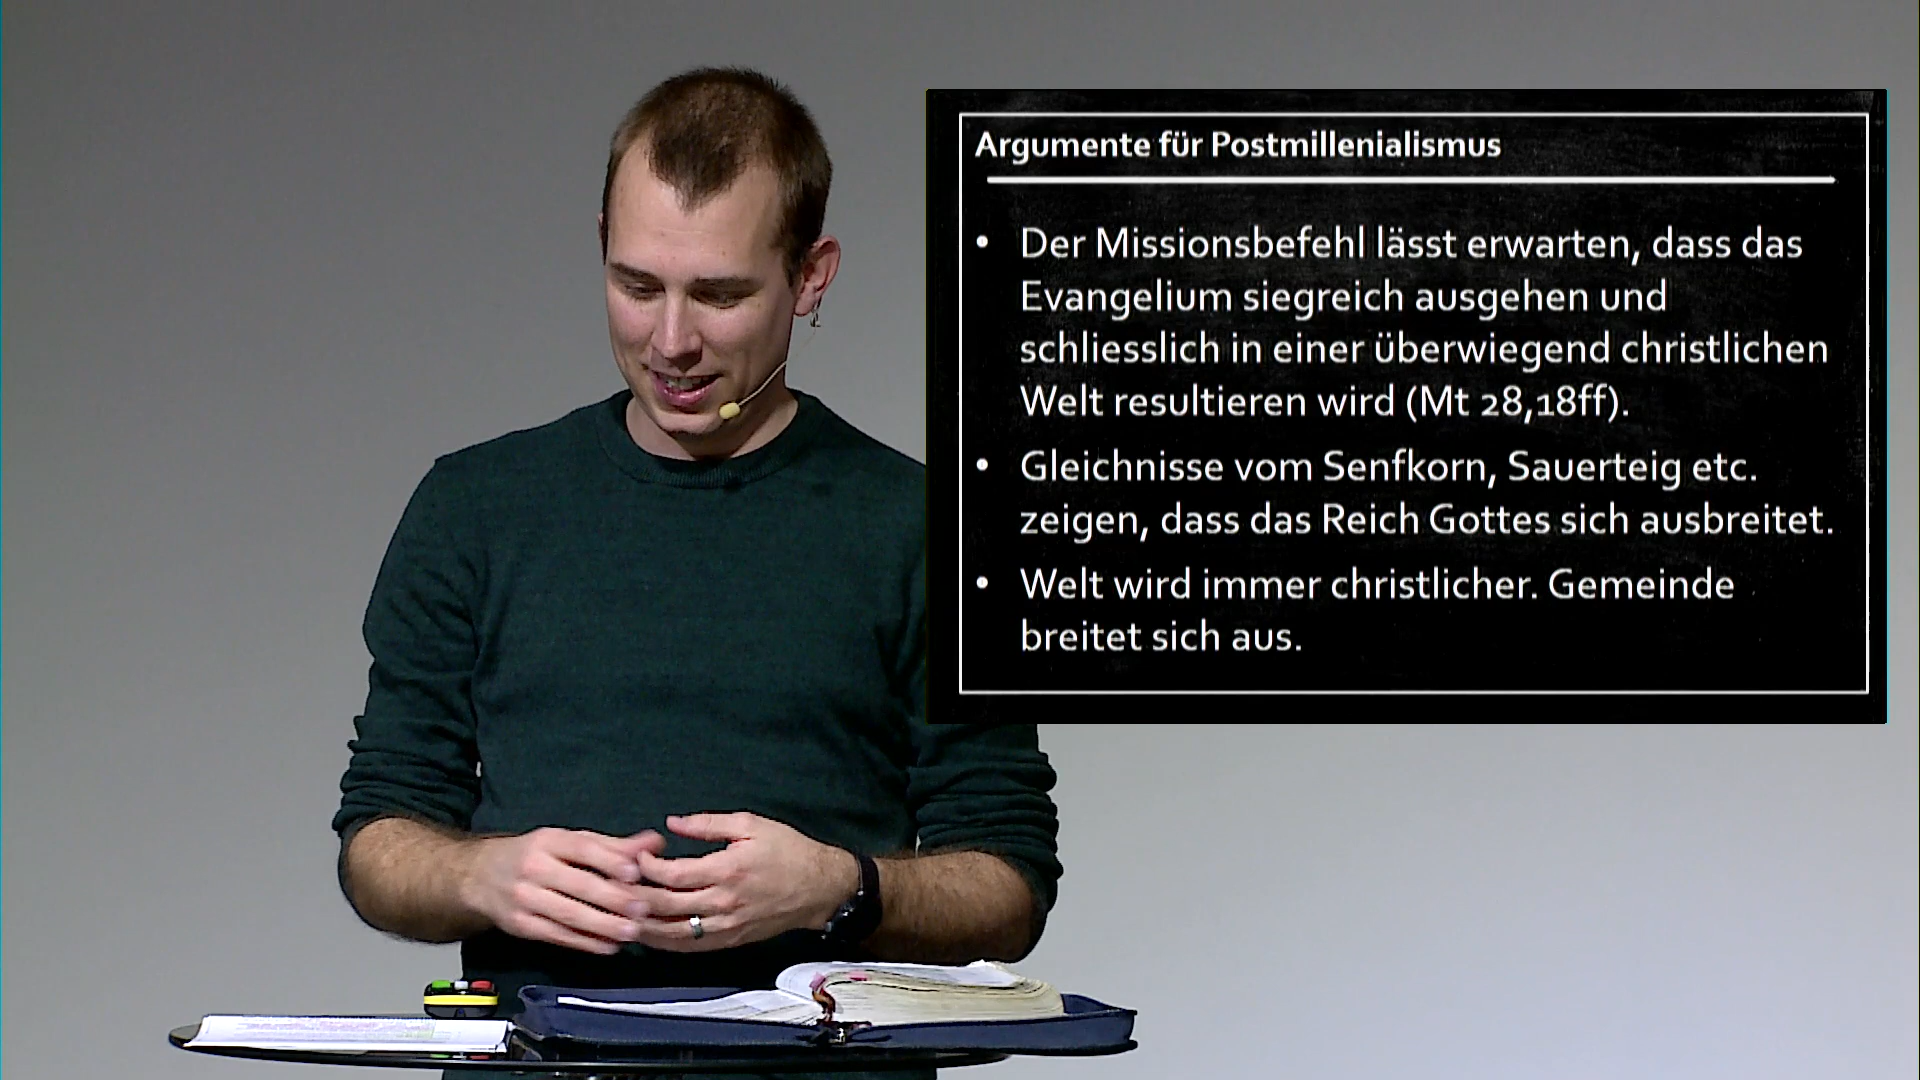 Argumente für Postmillenialismus
• Der Missionsbefehl lässt erwarten, dass das
Evangelium siegreich ausgehen und
schliesslich in einer überwiegend christlichen
Welt resultieren wird (Mt 28,18ff).
• Gleichnisse vom Senfkorn, Sauerteig etc.
zeigen, dass das Reich Gottes sich ausbreitet.
• Welt wird immer christlicher. Gemeinde
breitet sich aus.